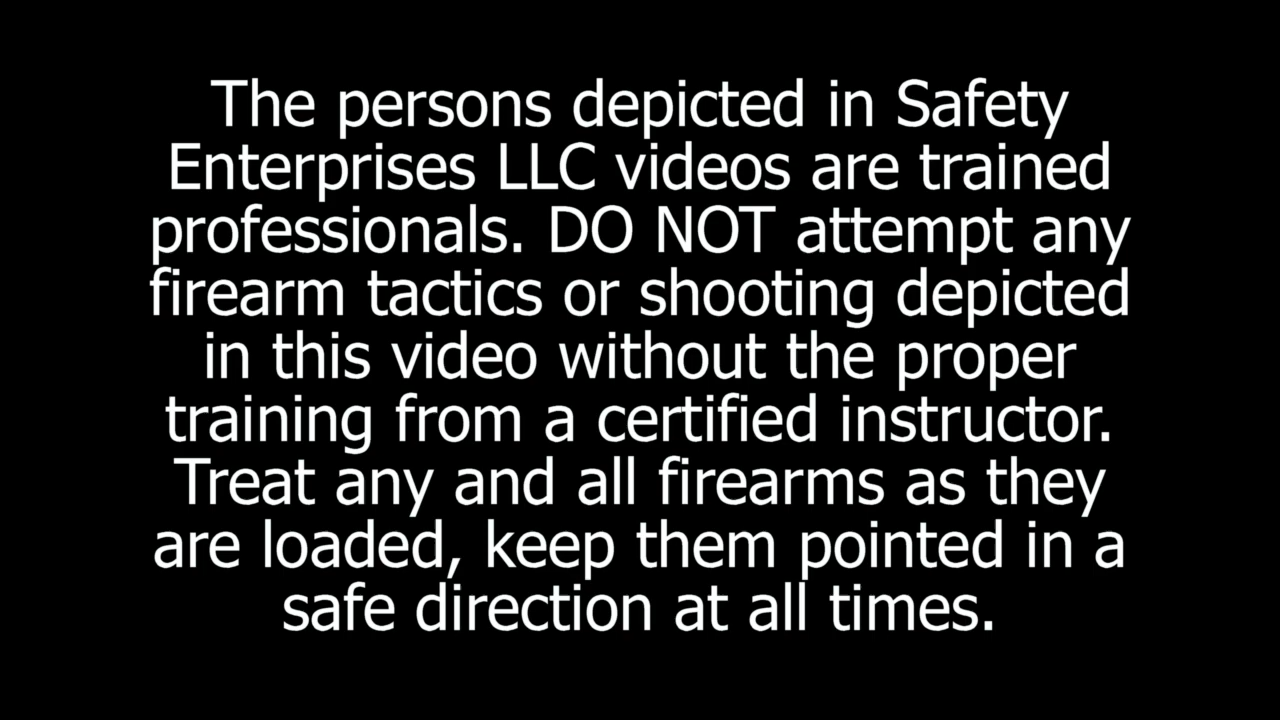 The persons depicted in Safety
Enterprises LLC videos are trained
professionals. DO NOT attempt any
firearm tactics or shooting depicted
in this video without the proper
training from a certified instructor.
Treat any and all firearms as they
are loaded, keep them pointed in a
safe direction at all times.